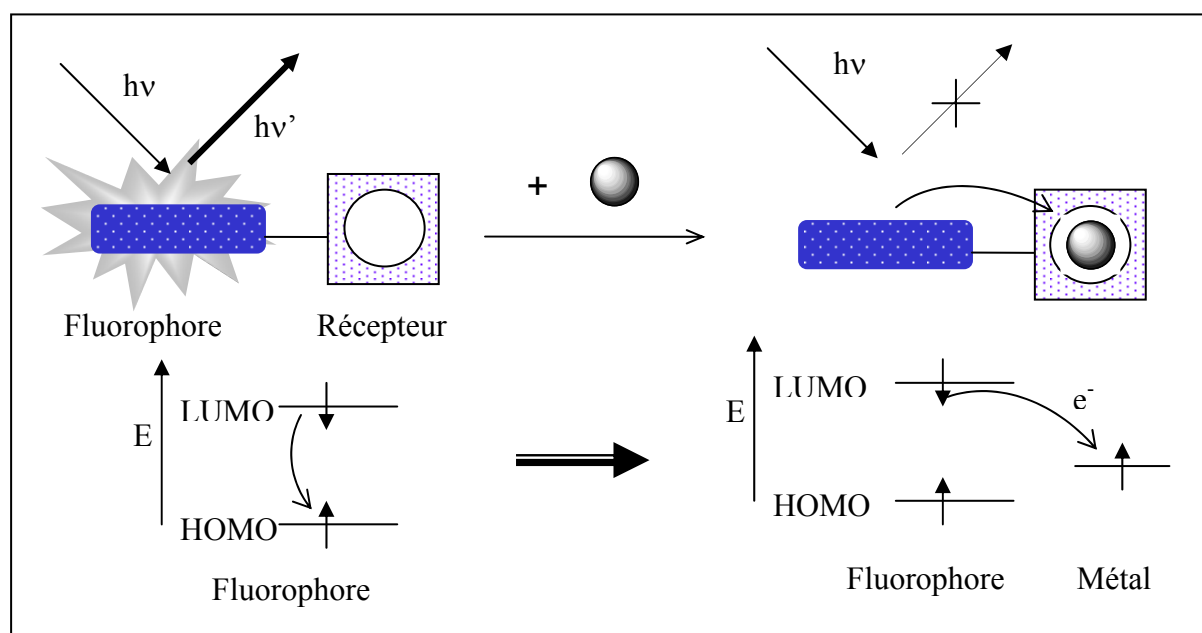 hν
hν’
+
Fluorophore
Récepteur
hν
E
LUMO
HOMO
Fluorophore
E
LUMO
HOMO
e-
Fluorophore
Métal